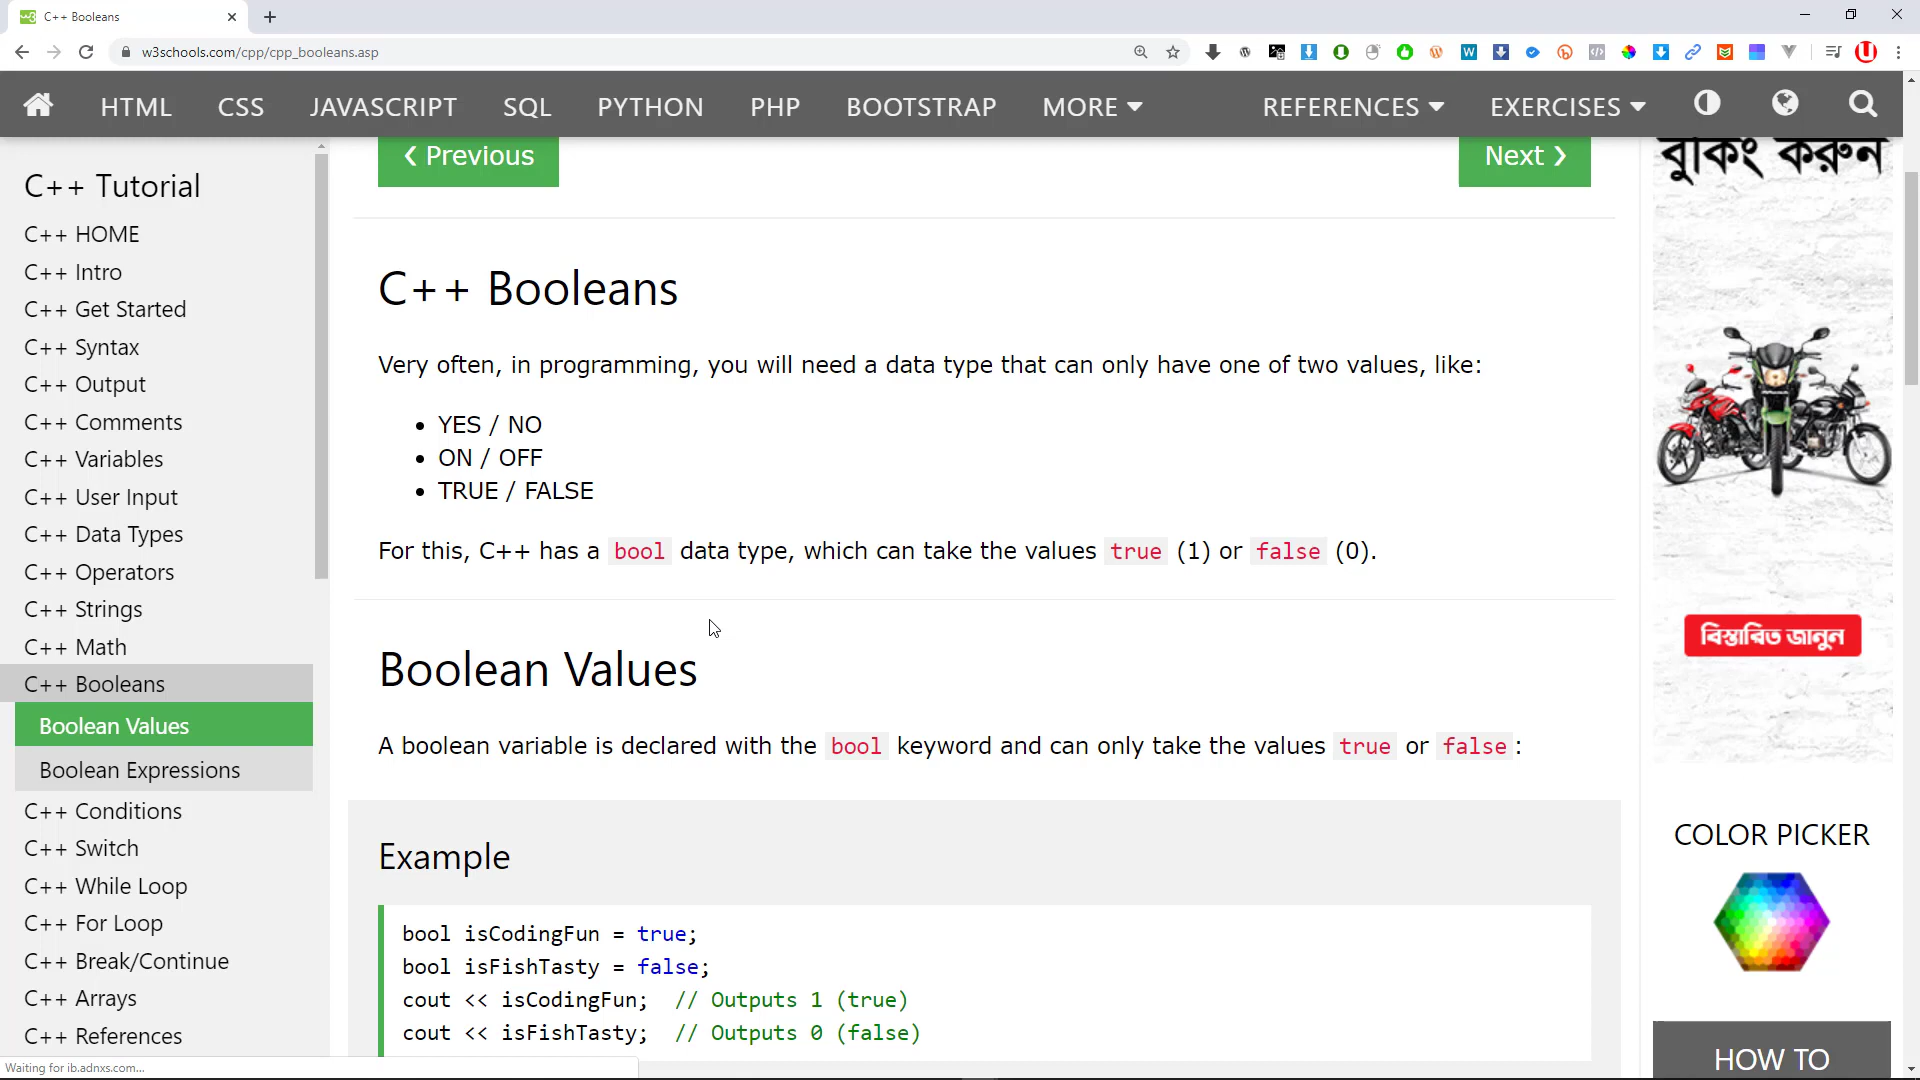 C++ Booleans
w3schools.com/cpp/cpp_booleans.asp
HTML CSS JAVASCRIPT SQL PYTHON PHP BOOTSTRAP MORE REFERENCES EXERCISES
C++ Tutorial
C++ HOME
C++ Intro
C++ Get Started
C++ Syntax
C++ Output
C++ Comments
C++ Variables
C++ User Input
C++ Data Types
C++ Operators
C++ Strings
C++ Math
C++ Booleans
Boolean Values
Boolean Expressions
C++ Conditions
C++ Switch
C++ While Loop
C++ For Loop
C++ Break/Continue
C++ Arrays
C++ References
Waiting for ib.adnxs.com...
❮ Previous
Next ❯
C++ Booleans
Very often, in programming, you will need a data type that can only have one of two values, like:
• YES / NO
• ON / OFF
• TRUE / FALSE
For this, C++ has a bool data type, which can take the values true (1) or false (0).
Boolean Values
A boolean variable is declared with the bool keyword and can only take the values true or false:
Example
bool isCodingFun = true;
bool isFishTasty = false;
cout << isCodingFun;  // Outputs 1 (true)
cout << isFishTasty;  // Outputs 0 (false)
বুকিং করুন
বিস্তারিত জানুন
COLOR PICKER
HOW TO